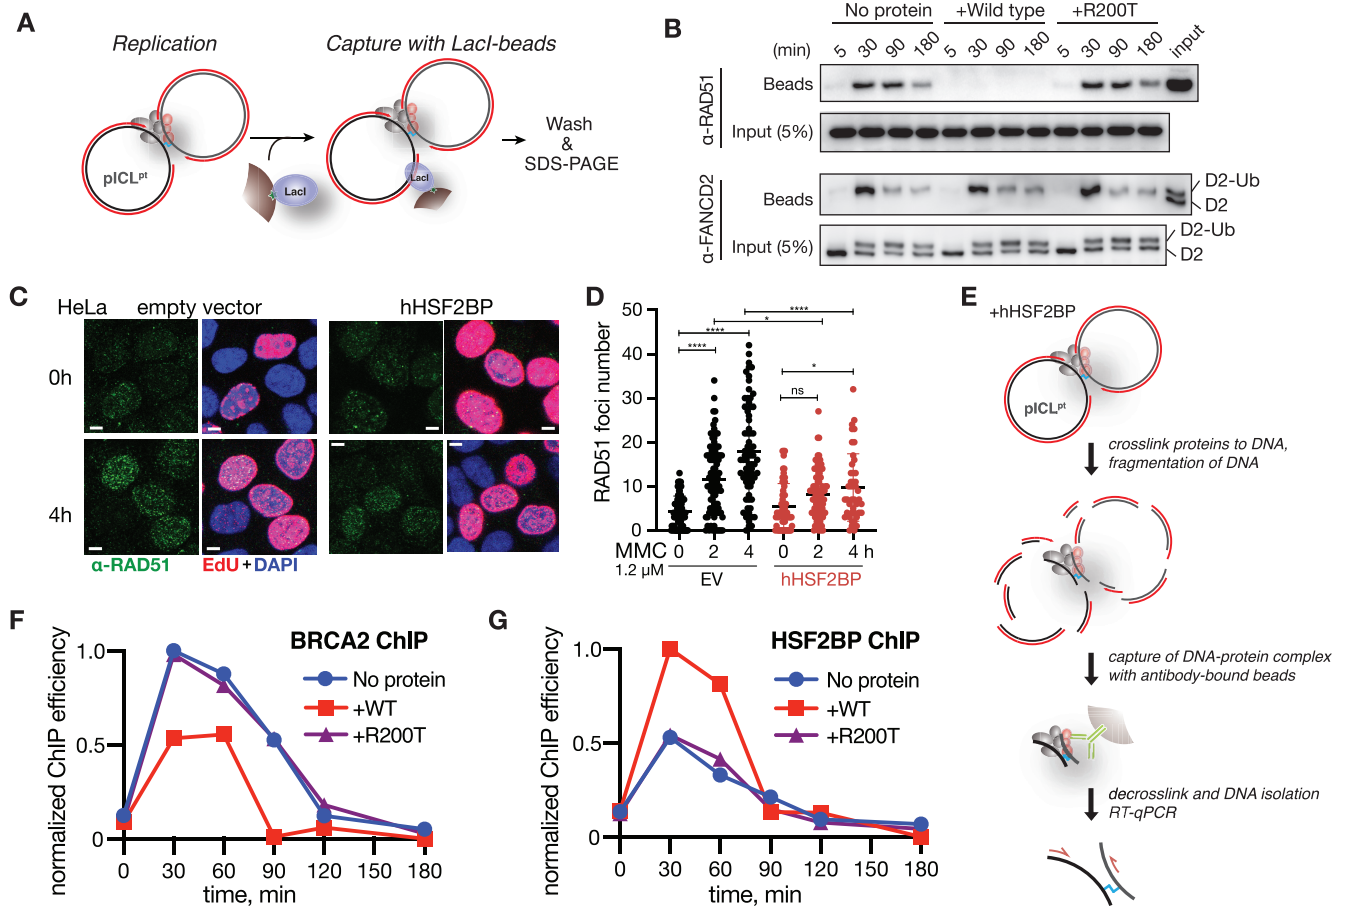 A
Replication
Capture with LacI-beads
pICLpt
LacI
LacI
Wash
&
SDS-PAGE
B
No protein
+Wild type
+R200T
(min)
5 30 90 180 5 30 90 180 5 30 90 180 input
α-RAD51
Beads
Input (5%)
α-FANCD2
Beads
D2-Ub
D2
Input (5%)
D2-Ub
D2
C
HeLa
empty vector
hHSF2BP
0h
4h
α-RAD51
EdU+DAPI
D
RAD51 foci number
50
40
30
20
10
0
****
*
****
****
*
ns
MMC 0 2 4 0 2 4 h
1.2 µM
EV
hHSF2BP
E
+hHSF2BP
pICLpt
crosslink proteins to DNA,
fragmentation of DNA
capture of DNA-protein complex
with antibody-bound beads
decrosslink and DNA isolation
RT-qPCR
F
BRCA2 ChIP
normalized ChIP efficiency
1.0
0.5
0
No protein
+WT
+R200T
0 30 60 90 120 150 180
time, min
G
HSF2BP ChIP
normalized ChIP efficiency
1.0
0.5
0
No protein
+WT
+R200T
0 30 60 90 120 150 180
time, min